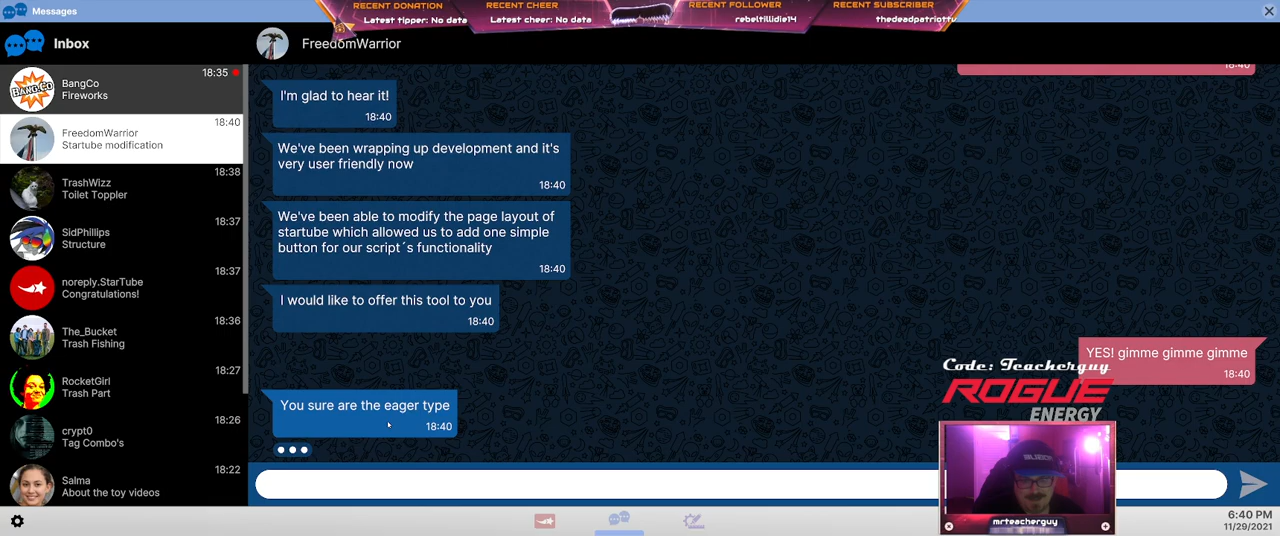 Messages
RECENT DONATION
Latest tipper: No data
RECENT CHEER
Latest cheer: No data
RECENT FOLLOWER
rebeltillidie14
RECENT SUBSCRIBER
thedeadpatriottv
Inbox
FreedomWarrior
BANG.CO
BangCo
Fireworks
18:35
FreedomWarrior
Startube modification
18:40
TrashWizz
Toilet Toppler
18:38
SidPhillips
Structure
18:37
noreply.StarTube
Congratulations!
18:37
The_Bucket
Trash Fishing
18:36
RocketGirl
Trash Part
18:27
crypt0
Tag Combo's
18:26
Salma
About the toy videos
18:22
18:40
I'm glad to hear it!
18:40
We've been wrapping up development and it's
very user friendly now
18:40
We've been able to modify the page layout of
startube which allowed us to add one simple
button for our script´s functionality
18:40
I would like to offer this tool to you
18:40
YES! gimme gimme gimme
18:40
You sure are the eager type
18:40
Code: Teacherguy
ROGUE
ENERGY
mrteacherguy
6:40 PM
11/29/2021